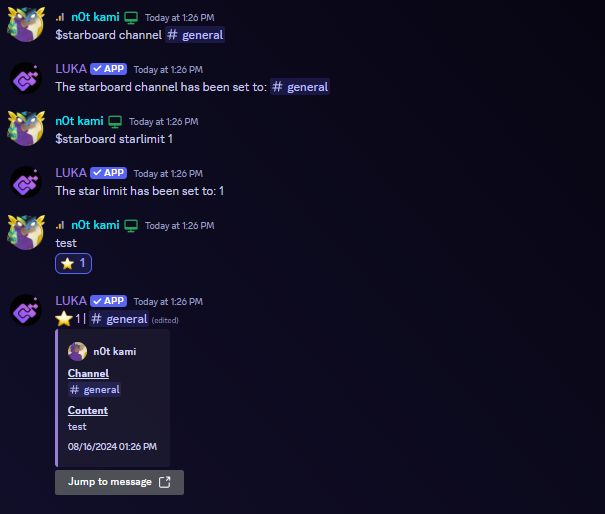 n0t kami Today at 1:26 PM
$starboard channel # general
LUKA APP Today at 1:26 PM
The starboard channel has been set to: # general
n0t kami Today at 1:26 PM
$starboard starlimit 1
LUKA APP Today at 1:26 PM
The star limit has been set to: 1
n0t kami Today at 1:26 PM
test
⭐ 1
LUKA APP Today at 1:26 PM
⭐ 1 | # general (edited)
n0t kami
Channel
# general
Content
test
08/16/2024 01:26 PM
Jump to message